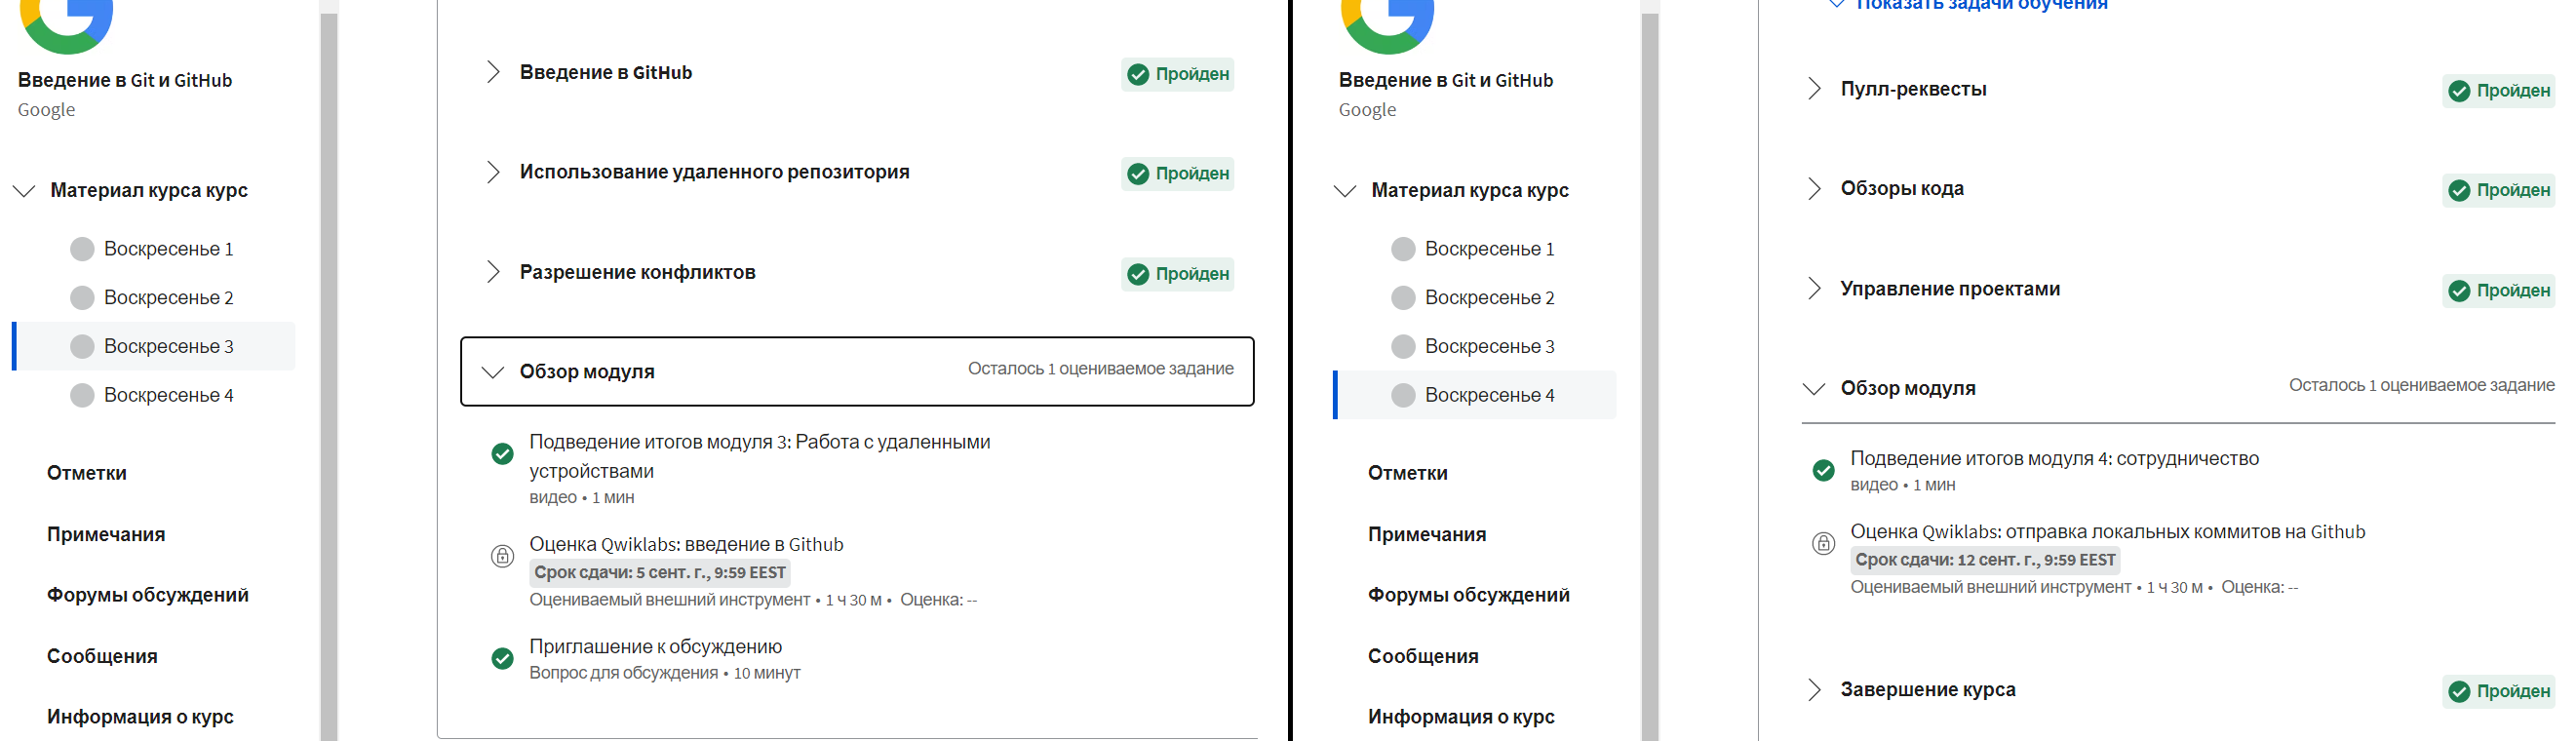 Введение в Git и GitHub
Google
Материал курса курс
Воскресенье 1
Воскресенье 2
Воскресенье 3
Воскресенье 4
Отметки
Примечания
Форумы обсуждений
Сообщения
Информация о курс
Введение в GitHub
Пройден
Использование удаленного репозитория
Пройден
Разрешение конфликтов
Пройден
Обзор модуля
Осталось 1 оцениваемое задание
Подведение итогов модуля 3: Работа с удаленными
устройствами
видео • 1 мин
Оценка Qwiklabs: введение в Github
Срок сдачи: 5 сент. г., 9:59 EEST
Оцениваемый внешний инструмент • 1 ч 30 м • Оценка: --
Приглашение к обсуждению
Вопрос для обсуждения • 10 минут
Введение в Git и GitHub
Google
Материал курса курс
Воскресенье 1
Воскресенье 2
Воскресенье 3
Воскресенье 4
Отметки
Примечания
Форумы обсуждений
Сообщения
Информация о курс
Показать задачи обучения
Пулл-реквесты
Пройден
Обзоры кода
Пройден
Управление проектами
Пройден
Обзор модуля
Осталось 1 оцениваемое задание
Подведение итогов модуля 4: сотрудничество
видео • 1 мин
Оценка Qwiklabs: отправка локальных коммитов на Github
Срок сдачи: 12 сент. г., 9:59 EEST
Оцениваемый внешний инструмент • 1 ч 30 м • Оценка: --
Завершение курса
Пройден